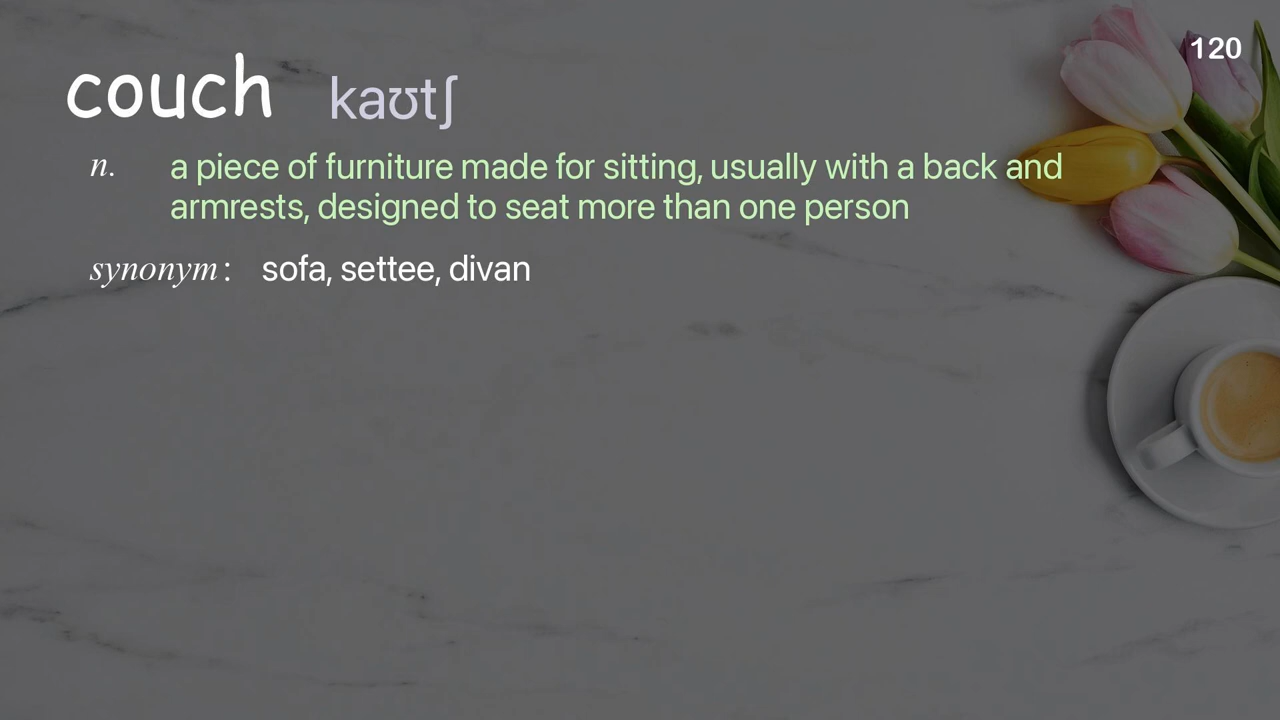 120
couch kaʊtʃ
n. a piece of furniture made for sitting, usually with a back and
armrests, designed to seat more than one person
synonym: sofa, settee, divan